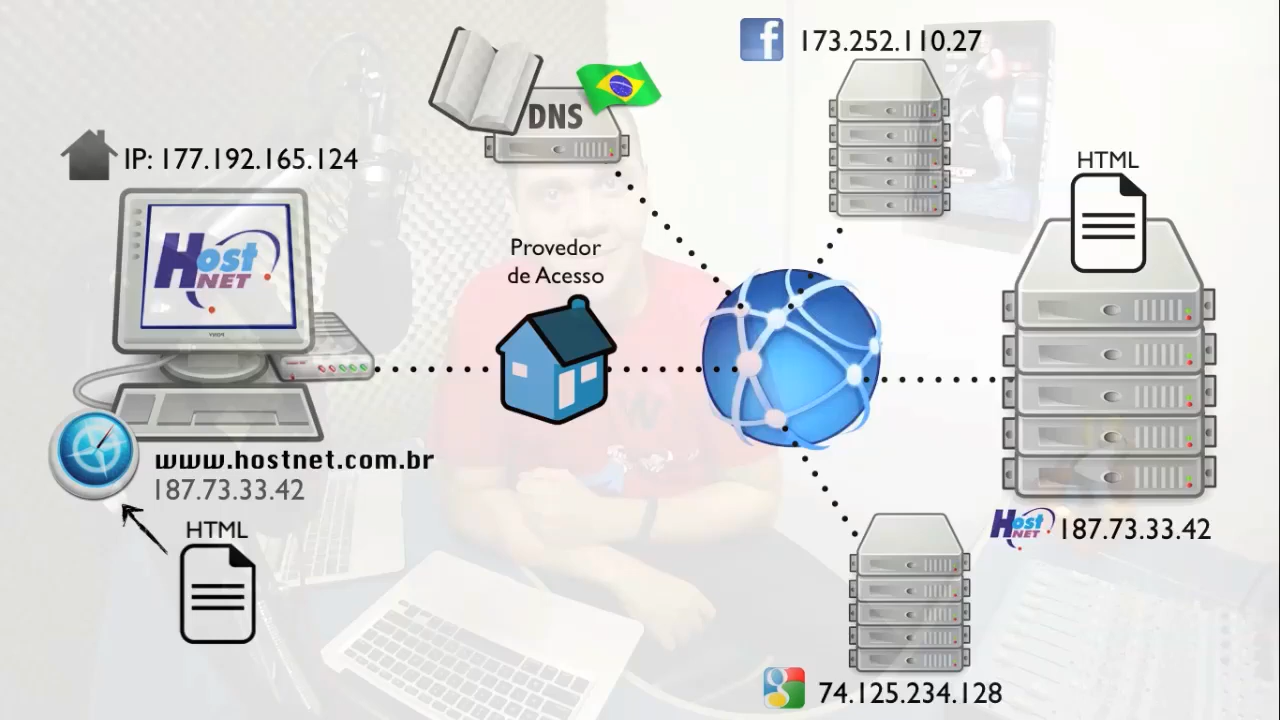 173.252.110.27
DNS
IP: 177.192.165.124
HTML
Host
NET
Provedor
de Acesso
www.hostnet.com.br
187.73.33.42
HTML
Host
NET
187.73.33.42
74.125.234.128